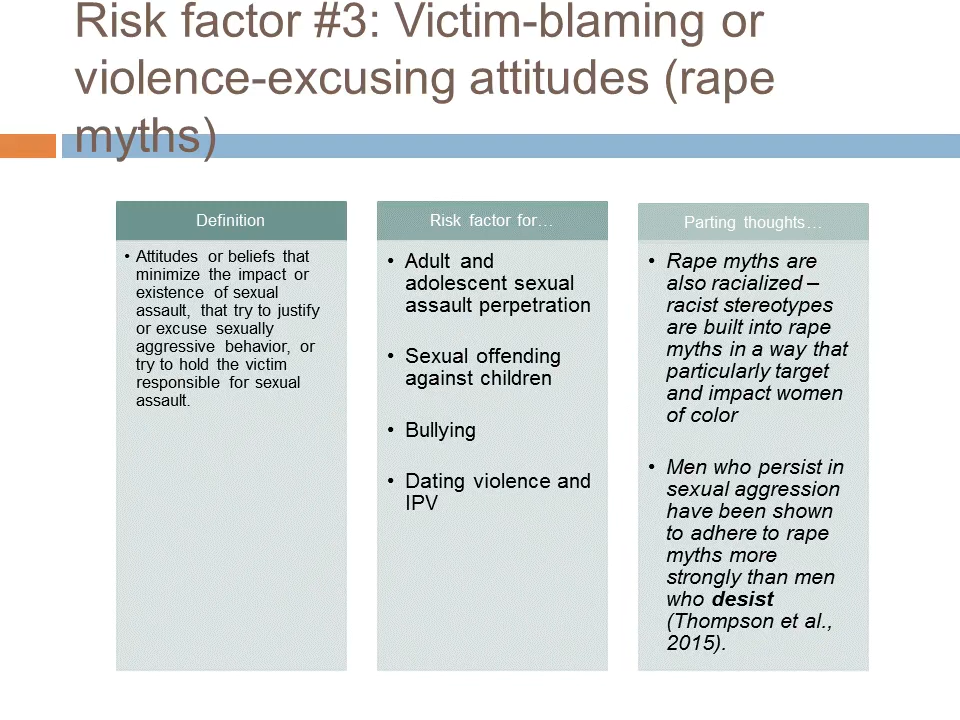 Risk factor #3: Victim-blaming or
violence-excusing attitudes (rape
myths)
Definition
• Attitudes or beliefs that
minimize the impact or
existence of sexual
assault, that try to justify
or excuse sexually
aggressive behavior, or
try to hold the victim
responsible for sexual
assault.
Risk factor for…
• Adult and
adolescent sexual
assault perpetration
• Sexual offending
against children
• Bullying
• Dating violence and
IPV
Parting thoughts…
• Rape myths are
also racialized –
racist stereotypes
are built into rape
myths in a way that
particularly target
and impact women
of color
• Men who persist in
sexual aggression
have been shown
to adhere to rape
myths more
strongly than men
who desist
(Thompson et al.,
2015).